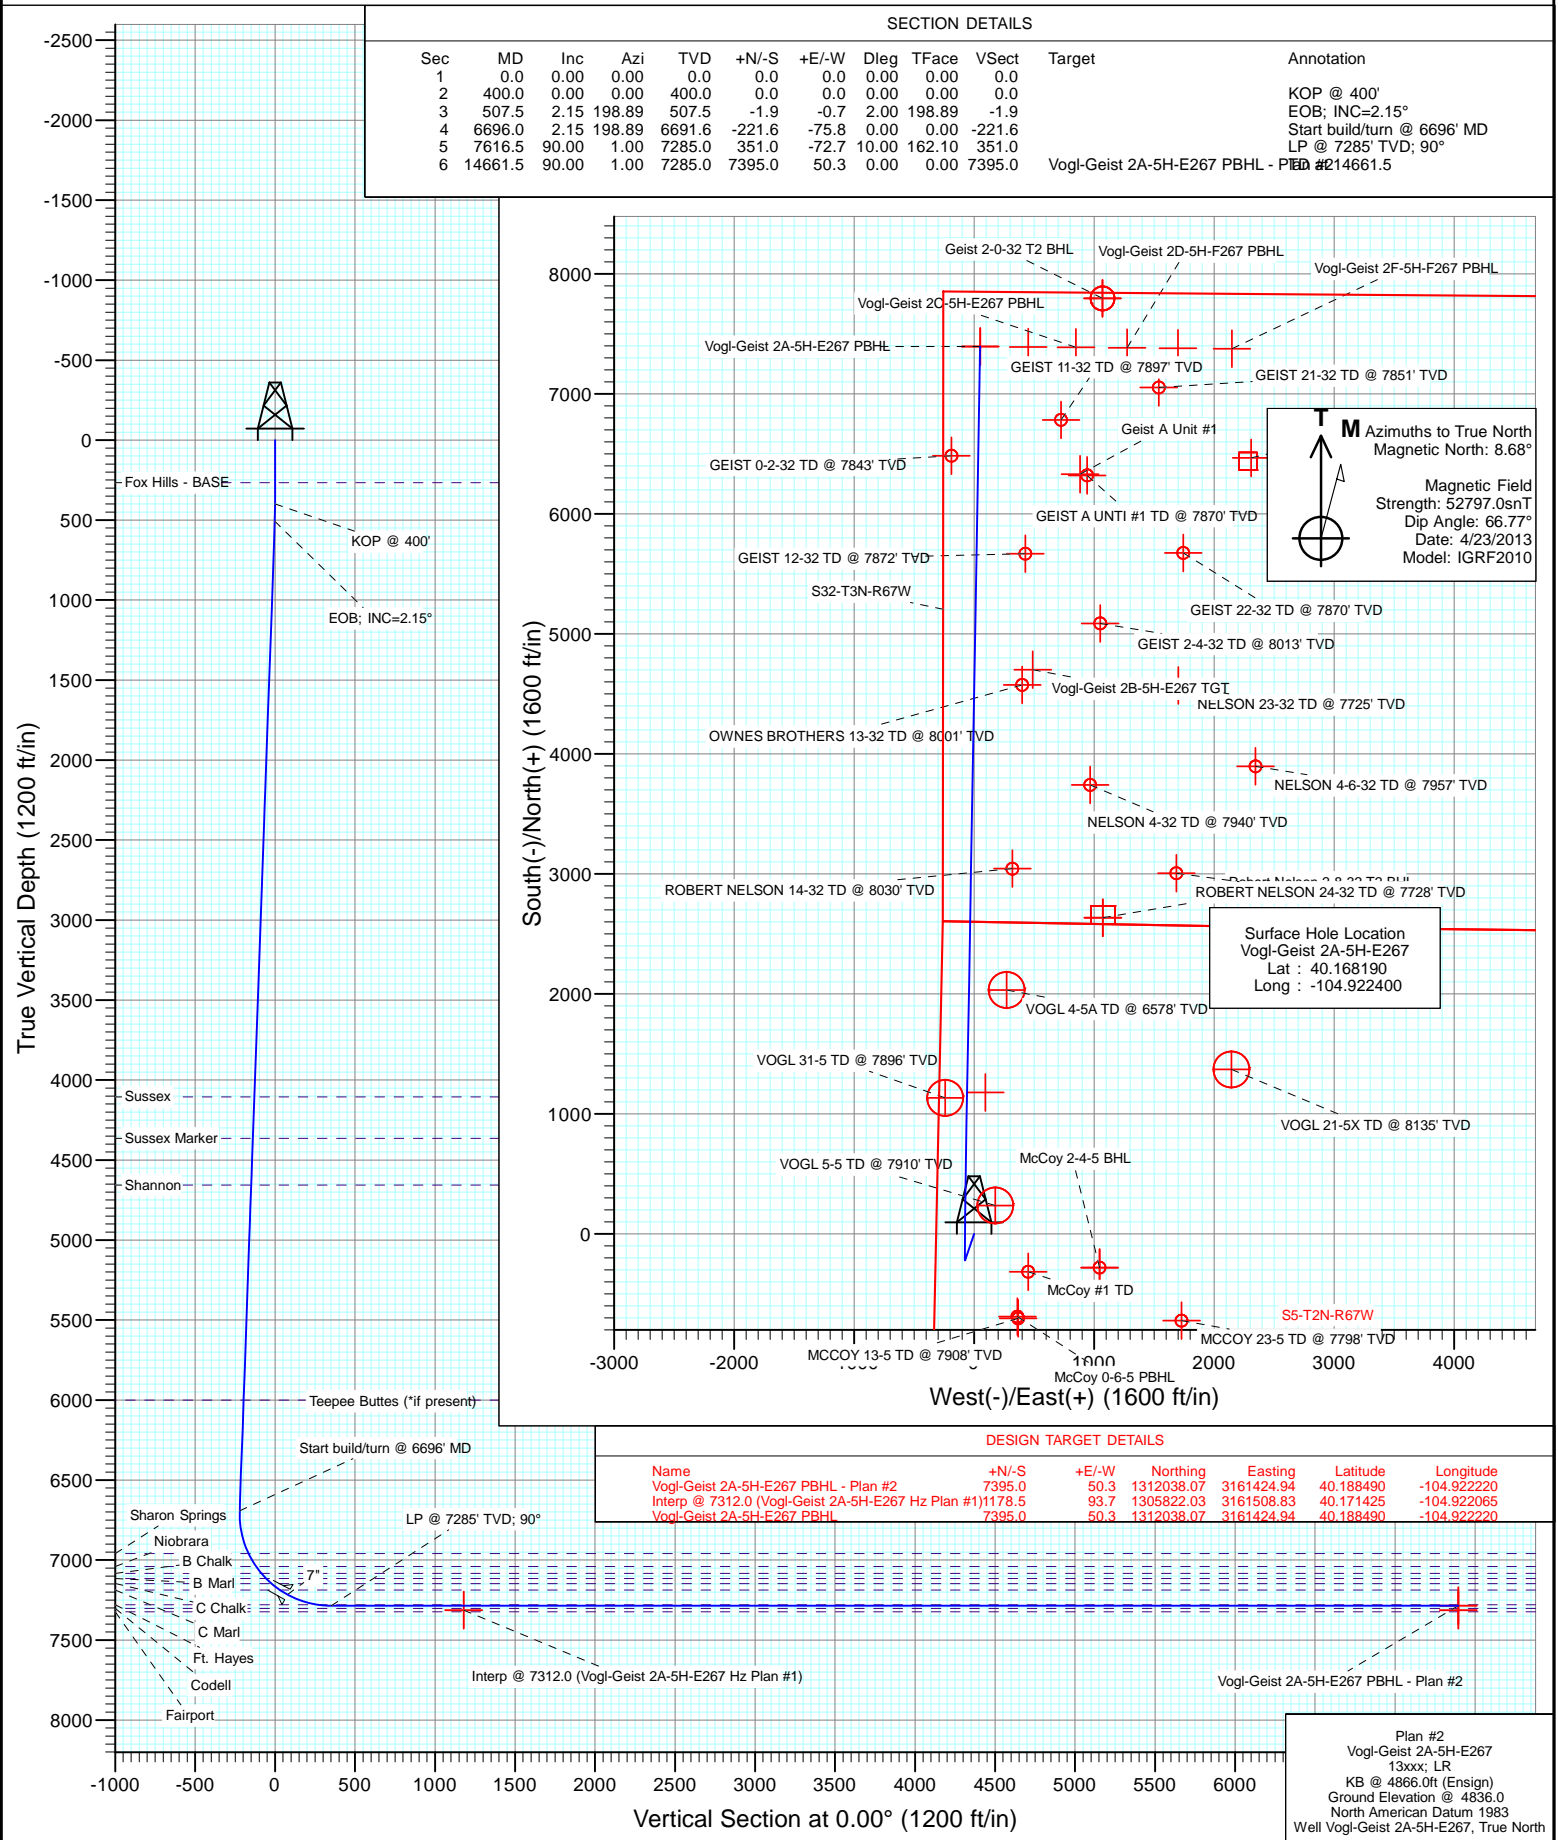 SECTION DETAILS
Sec MD Inc Azi TVD +N/-S +E/-W Dleg TFace VSect Target Annotation
1 0.0 0.00 0.00 0.0 0.0 0.0 0.00 0.00 0.0
2 400.0 0.00 0.00 400.0 0.0 0.0 0.00 0.00 0.0 KOP @ 400'
3 507.5 2.15 198.89 507.5 -1.9 -0.7 2.00 198.89 -1.9 EOB; INC=2.15°
4 6696.0 2.15 198.89 6691.6 -221.6 -75.8 0.00 0.00 -221.6 Start build/turn @ 6696' MD
5 7616.5 90.00 1.00 7285.0 351.0 -72.7 10.00 162.10 351.0 LP @ 7285' TVD; 90°
6 14661.5 90.00 1.00 7285.0 7395.0 50.3 0.00 0.00 7395.0 Vogl-Geist 2A-5H-E267 PBHL - Plan #2 TD at 14661.5
True Vertical Depth (1200 ft/in)
-2500
-2000
-1500
-1000
-500
0
500
1000
1500
2000
2500
3000
3500
4000
4500
5000
5500
6000
6500
7000
7500
8000
Fox Hills - BASE
KOP @ 400'
EOB; INC=2.15°
Sussex
Sussex Marker
Shannon
Teepee Buttes (*if present)
Start build/turn @ 6696' MD
LP @ 7285' TVD; 90°
Sharon Springs
Niobrara
B Chalk
B Marl
C Chalk
C Marl
Ft. Hayes
Codell
Fairport
7"
Interp @ 7312.0 (Vogl-Geist 2A-5H-E267 Hz Plan #1)
Vogl-Geist 2A-5H-E267 PBHL - Plan #2
-1000 -500 0 500 1000 1500 2000 2500 3000 3500 4000 4500 5000 5500 6000
Vertical Section at 0.00° (1200 ft/in)
South(-)/North(+) (1600 ft/in)
8000
7000
6000
5000
4000
3000
2000
1000
0
Geist 2-0-32 T2 BHL
Vogl-Geist 2D-5H-F267 PBHL
Vogl-Geist 2F-5H-F267 PBHL
Vogl-Geist 2C-5H-E267 PBHL
Vogl-Geist 2A-5H-E267 PBHL
GEIST 11-32 TD @ 7897' TVD
GEIST 21-32 TD @ 7851' TVD
Geist A Unit #1
GEIST 0-2-32 TD @ 7843' TVD
GEIST A UNTI #1 TD @ 7870' TVD
GEIST 12-32 TD @ 7872' TVD
S32-T3N-R67W
GEIST 22-32 TD @ 7870' TVD
GEIST 2-4-32 TD @ 8013' TVD
Vogl-Geist 2B-5H-E267 TGT
NELSON 23-32 TD @ 7725' TVD
OWNES BROTHERS 13-32 TD @ 8001' TVD
NELSON 4-6-32 TD @ 7957' TVD
NELSON 4-32 TD @ 7940' TVD
ROBERT NELSON 14-32 TD @ 8030' TVD
ROBERT NELSON 24-32 TD @ 7728' TVD
VOGL 4-5A TD @ 6578' TVD
VOGL 31-5 TD @ 7896' TVD
VOGL 21-5X TD @ 8135' TVD
VOGL 5-5 TD @ 7910' TVD
McCoy 2-4-5 BHL
McCoy #1 TD
S5-T2N-R67W
MCCOY 23-5 TD @ 7798' TVD
MCCOY 13-5 TD @ 7908' TVD
McCoy 0-6-5 PBHL
-3000 -2000 -1000 0 1000 2000 3000 4000
West(-)/East(+) (1600 ft/in)
T
M
Azimuths to True North
Magnetic North: 8.68°
Magnetic Field
Strength: 52797.0snT
Dip Angle: 66.77°
Date: 4/23/2013
Model: IGRF2010
Surface Hole Location
Vogl-Geist 2A-5H-E267
Lat : 40.168190
Long : -104.922400
DESIGN TARGET DETAILS
Name +N/-S +E/-W Northing Easting Latitude Longitude
Vogl-Geist 2A-5H-E267 PBHL - Plan #2 7395.0 50.3 1312038.07 3161424.94 40.188490 -104.922220
Interp @ 7312.0 (Vogl-Geist 2A-5H-E267 Hz Plan #1) 1178.5 93.7 1305822.03 3161508.83 40.171425 -104.922065
Vogl-Geist 2A-5H-E267 PBHL 7395.0 50.3 1312038.07 3161424.94 40.188490 -104.922220
Plan #2
Vogl-Geist 2A-5H-E267
13xxx; LR
KB @ 4866.0ft (Ensign)
Ground Elevation @ 4836.0
North American Datum 1983
Well Vogl-Geist 2A-5H-E267, True North